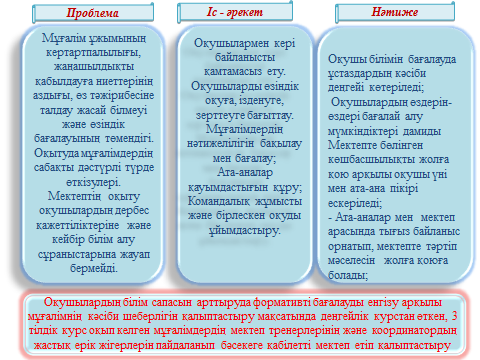 Проблема
Іс - әрекет
Нәтиже
Мұғалім ұжымының
кертартпалылығы,
жаңашылдықты
қабылдауға ниеттерінің
аздығы, өз тәжірибесіне
талдау жасай білмеуі
және өзіндік
бағалауының төмендігі.
Оқытуда мұғалімдердің
сабақты дәстүрлі түрде
өткізулері.
Мектептің оқыту
оқушылардың дербес
қажеттіліктеріне және
кейбір білім алу
сұраныстарына жауап
бермейді.
Оқушылармен кері
байланысты
қамтамасыз ету.
Оқушыларды өзіндік
оқуға, ізденуге,
зерттеуге бағыттау.
Мұғалімдердің
нәтижелілігін бақылау
мен бағалау;
Ата-аналар
қауымдастығын құру;
Командалық жұмысты
және бірлескен оқуды
ұйымдастыру.
Оқушы білімін бағалауда
ұстаздардың кәсіби
деңгейі көтеріледі;
Оқушылардың өздерін-
өздері бағалай алу
мүмкіндіктері дамиды
Мектепте бөлінген
көшбасшылықты жолға
қою арқылы оқушы үні
мен ата-ана пікірі
ескеріледі;
- Ата-аналар мен мектеп
арасында тығыз байланыс
орнатып, мектепте тәртіп
мәселесін жолға қоюға
болады;
Оқушылардың білім сапасын арттыруда формативті бағалауды енгізу арқылы
мұғалімнің кәсіби шеберлігін қалыптастыру мақсатында деңгейлік курстан өткен, 3
тілдік курс оқып келген мұғалімдердің мектеп тренерлерінің және координатордың
жастық ерік жігерлерін пайдаланып бәсекеге қабілетті мектеп етіп қалыптастыру